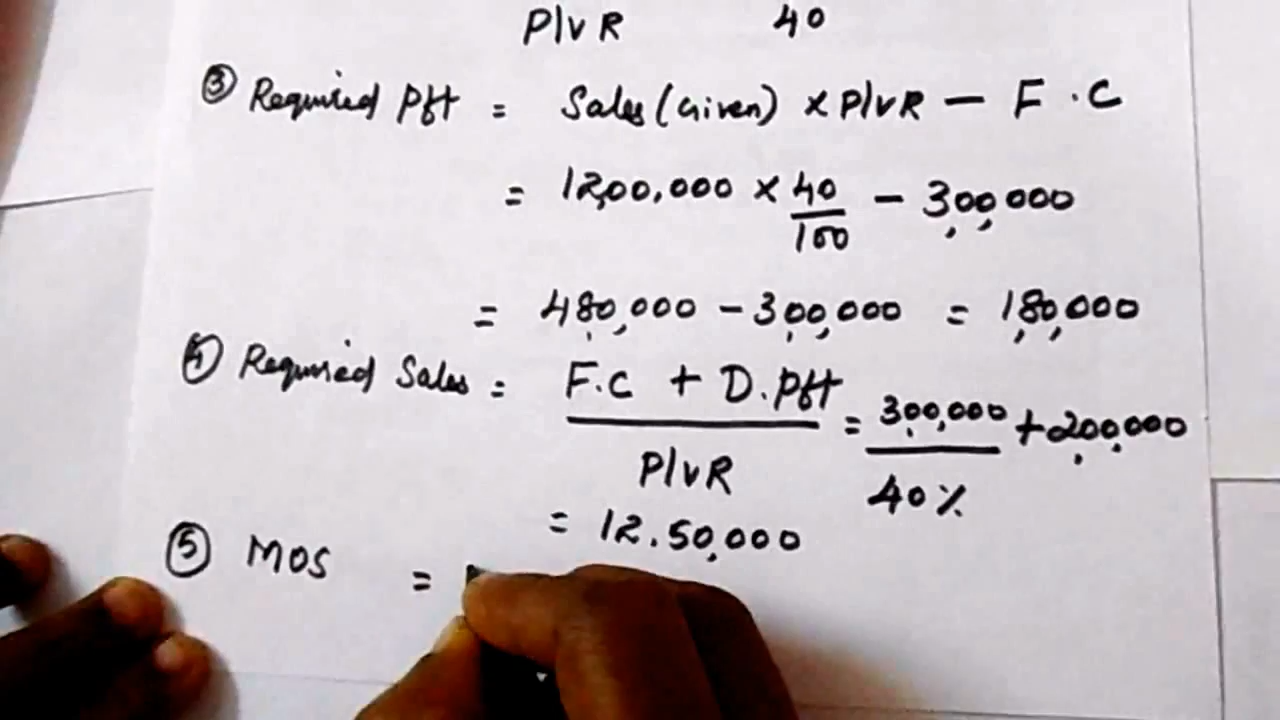 P/v R 40
③ Required Pft = Sales (Given) × P/v R – F.C
= 12,00,000 × 40/100 – 3,00,000
= 4,80,000 – 3,00,000 = 1,80,000
④ Required Sales = F.C + D.Pft / P/v R = 3,00,000 + 2,00,000 / 40%
= 12.50,000
⑤ MOS =